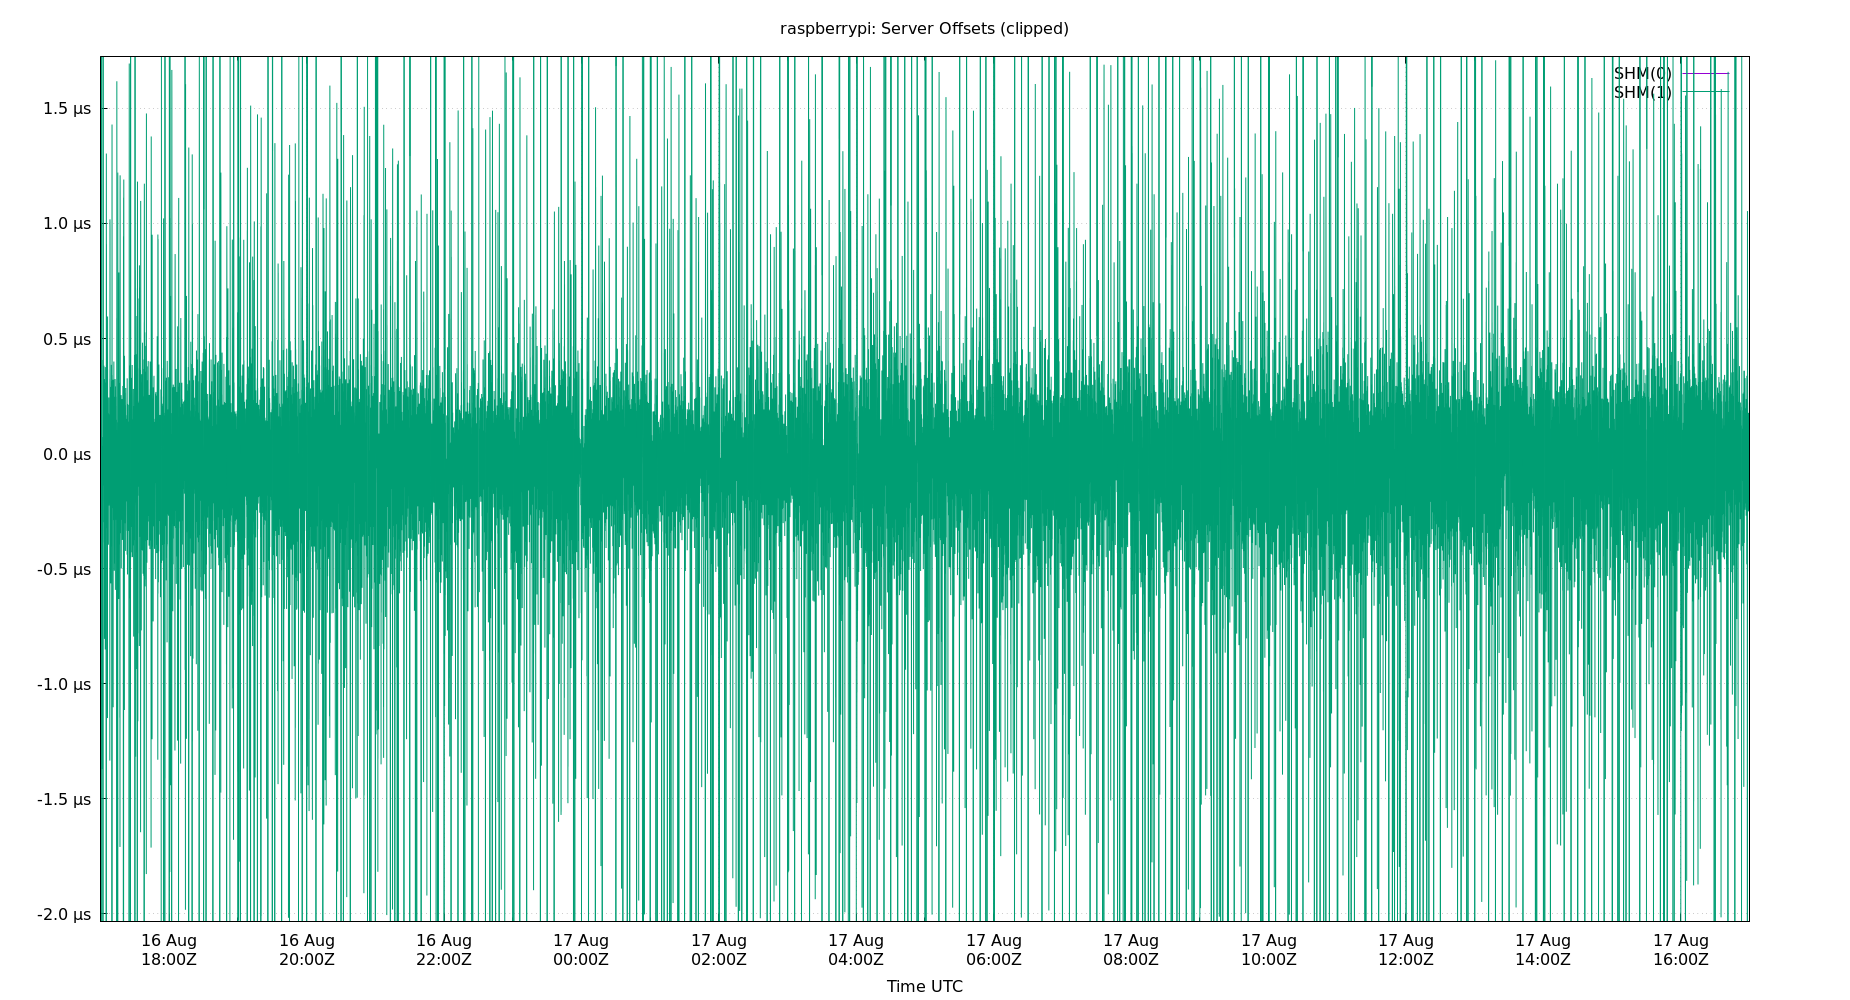 raspberrypi: Server Offsets (clipped)
SHM(0)
SHM(1)
1.5 µs
1.0 µs
0.5 µs
0.0 µs
-0.5 µs
-1.0 µs
-1.5 µs
-2.0 µs
16 Aug 16 Aug 16 Aug 17 Aug 17 Aug 17 Aug 17 Aug 17 Aug 17 Aug 17 Aug 17 Aug 17 Aug
18:00Z 20:00Z 22:00Z 00:00Z 02:00Z 04:00Z 06:00Z 08:00Z 10:00Z 12:00Z 14:00Z 16:00Z
Time UTC